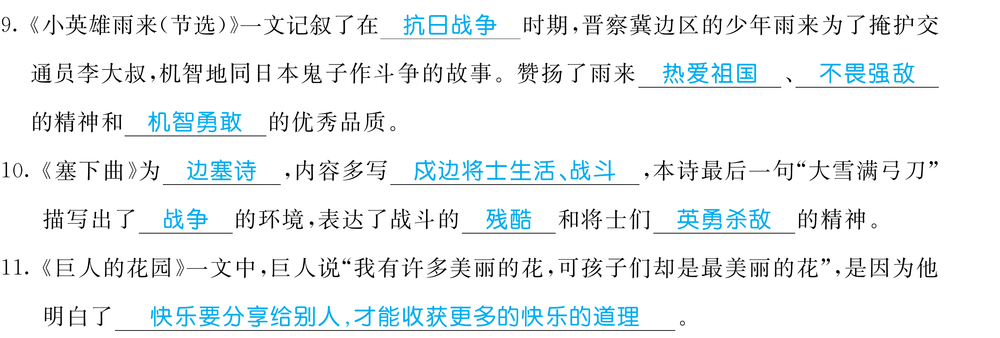 9.《小英雄雨来(节选)》一文记叙了在 抗日战争 时期,晋察冀边区的少年雨来为了掩护交
通员李大叔,机智地同日本鬼子作斗争的故事。赞扬了雨来 热爱祖国 、 不畏强敌
的精神和 机智勇敢 的优秀品质。
10.《塞下曲》为 边塞诗 ,内容多写 戍边将士生活、战斗 ,本诗最后一句“大雪满弓刀”
描写出了 战争 的环境,表达了战斗的 残酷 和将士们 英勇杀敌 的精神。
11.《巨人的花园》一文中,巨人说“我有许多美丽的花,可孩子们却是最美丽的花”,是因为他
明白了 快乐要分享给别人,才能收获更多的快乐的道理 。